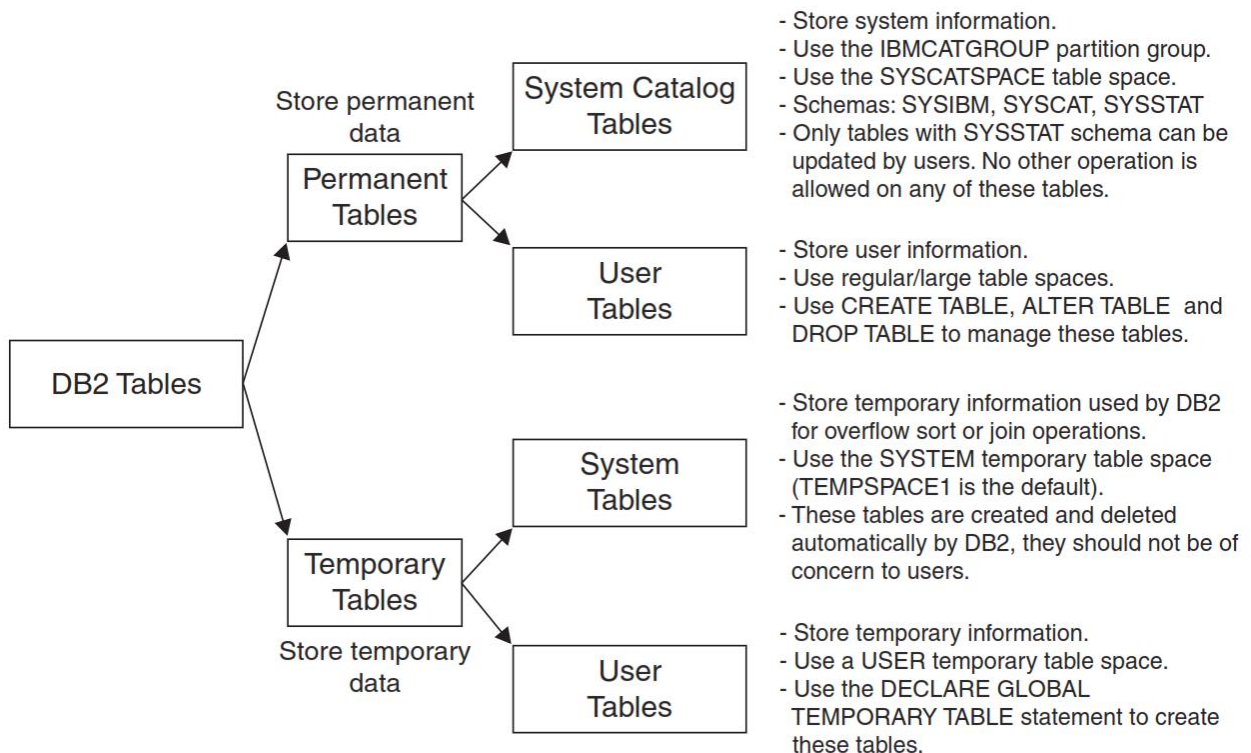 - Store system information.
- Use the IBMCATGROUP partition group.
- Use the SYSCATSPACE table space.
- Schemas: SYSIBM, SYSCAT, SYSSTAT
- Only tables with SYSSTAT schema can be
updated by users. No other operation is
allowed on any of these tables.
System Catalog
Tables
Store permanent
data
Permanent
Tables
User
Tables
- Store user information.
- Use regular/large table spaces.
- Use CREATE TABLE, ALTER TABLE and
DROP TABLE to manage these tables.
DB2 Tables
System
Tables
- Store temporary information used by DB2
for overflow sort or join operations.
- Use the SYSTEM temporary table space
(TEMPSPACE1 is the default).
- These tables are created and deleted
automatically by DB2, they should not be of
concern to users.
Temporary
Tables
Store temporary
data
User
Tables
- Store temporary information.
- Use a USER temporary table space.
- Use the DECLARE GLOBAL
TEMPORARY TABLE statement to create
these tables.